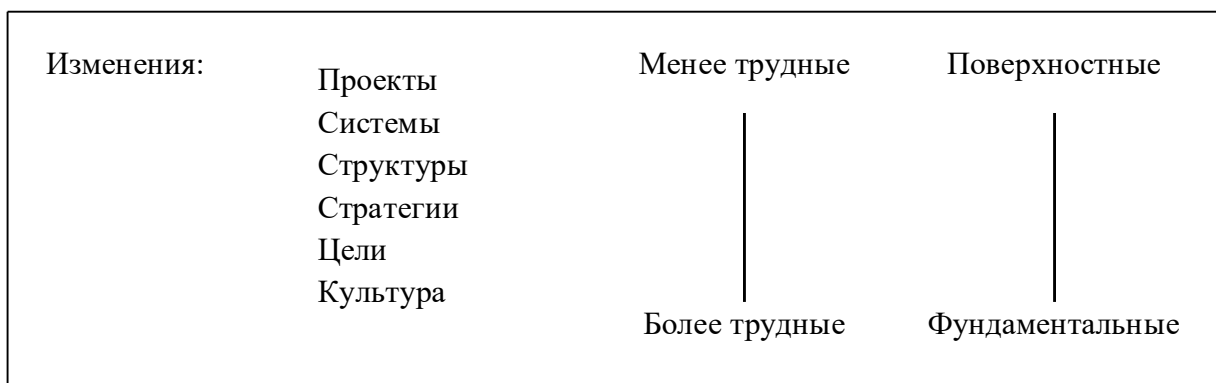 Изменения:
Проекты
Системы
Структуры
Стратегии
Цели
Культура
Менее трудные
Более трудные
Поверхностные
Фундаментальные